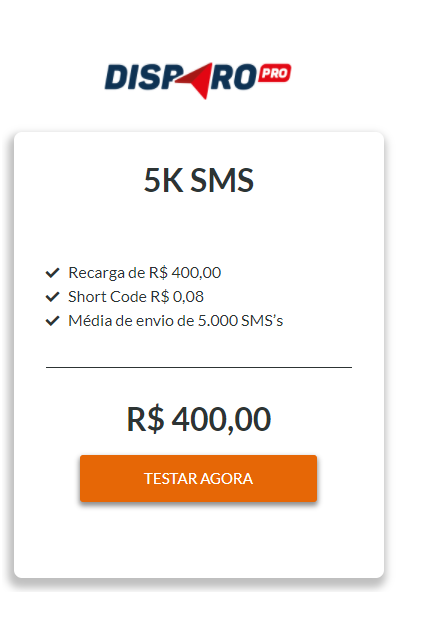 DISPARO PRO
5K SMS
Recarga de R$ 400,00
Short Code R$ 0,08
Média de envio de 5.000 SMS’s
R$ 400,00
TESTAR AGORA